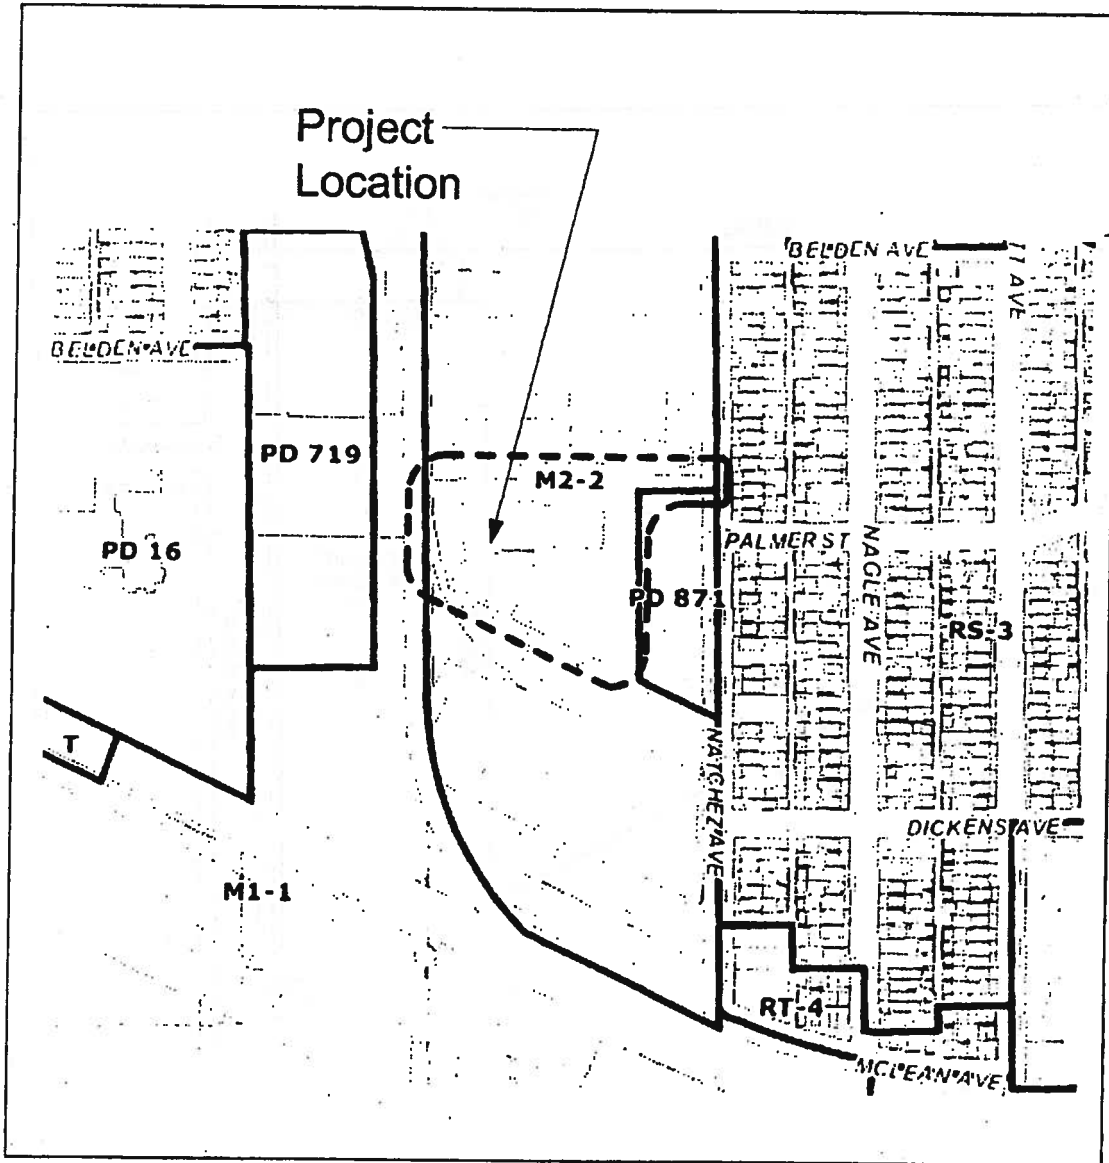 Project
Location
BELDEN AVE
AVE
BELDEN AVE
PD 719
M2-2
PD 16
PALMER ST
NAGLE AVE
PD 871
RS-3
T
NATCHEZ AVE
DICKENS AVE
M1-1
RT-4
MCLEAN AVE